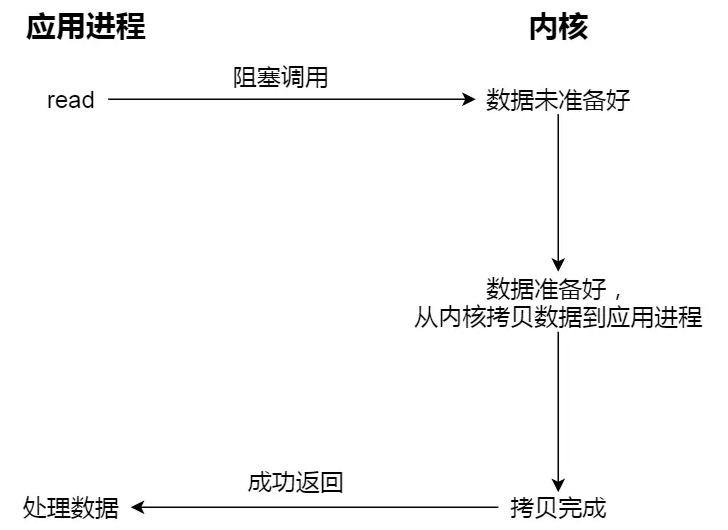 应用进程
内核
阻塞调用
read
数据未准备好
数据准备好，
从内核拷贝数据到应用进程
成功返回
处理数据
拷贝完成